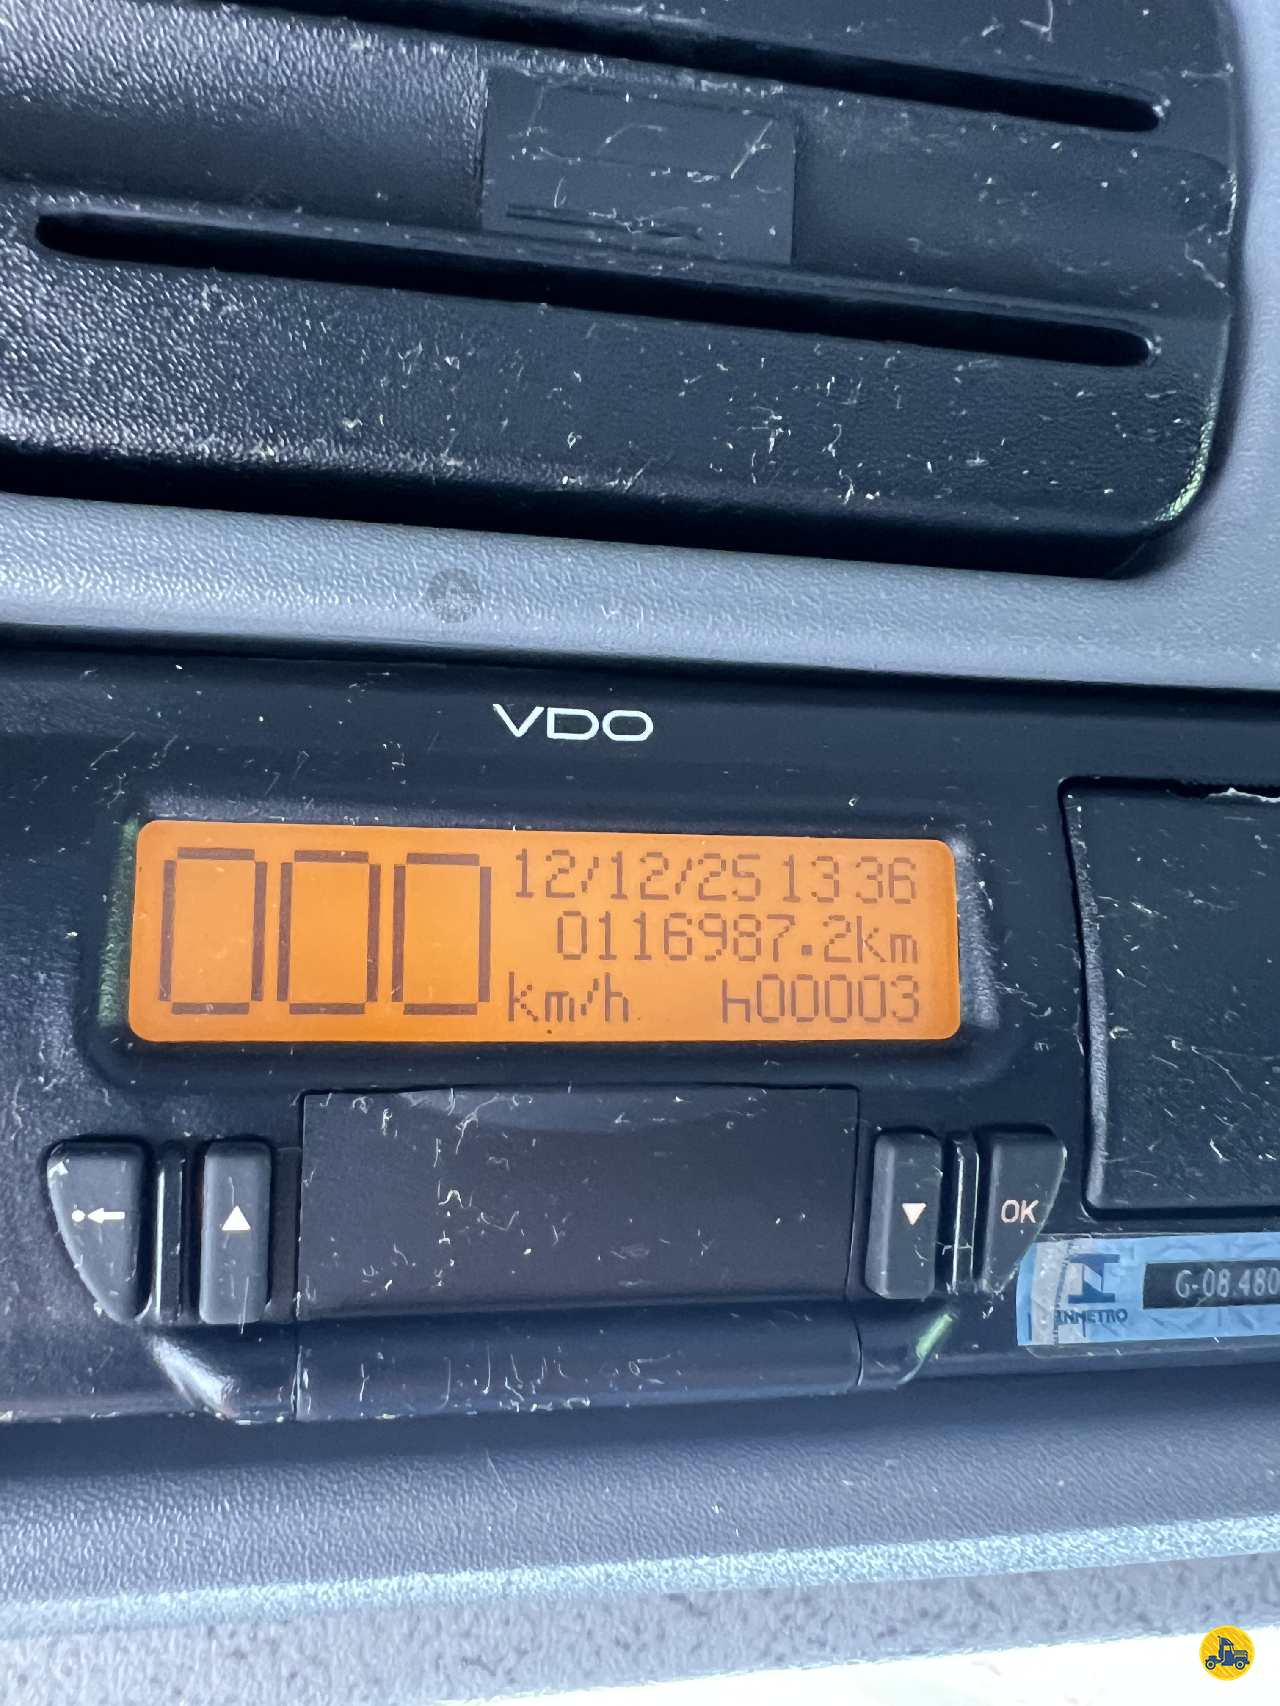 VDO
000 km/h
12/12/25 13 36
0116987.2km
h00003
OK
INMETRO
G-08.480